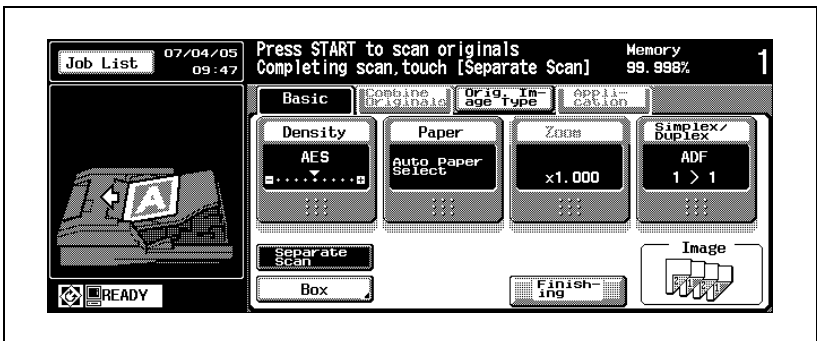 Job List
07/04/05
09:47
Press START to scan originals
Completing scan,touch [Separate Scan]
Memory
99.998%
1
Basic
Combine
Originals
Orig. Im-
age Type
Appli-
cation
Density
Paper
Zoom
Simplex/
Duplex
AES
Auto Paper
Select
x1.000
ADF
1 > 1
Separate
Scan
Box
Finish-
ing
Image
A
READY